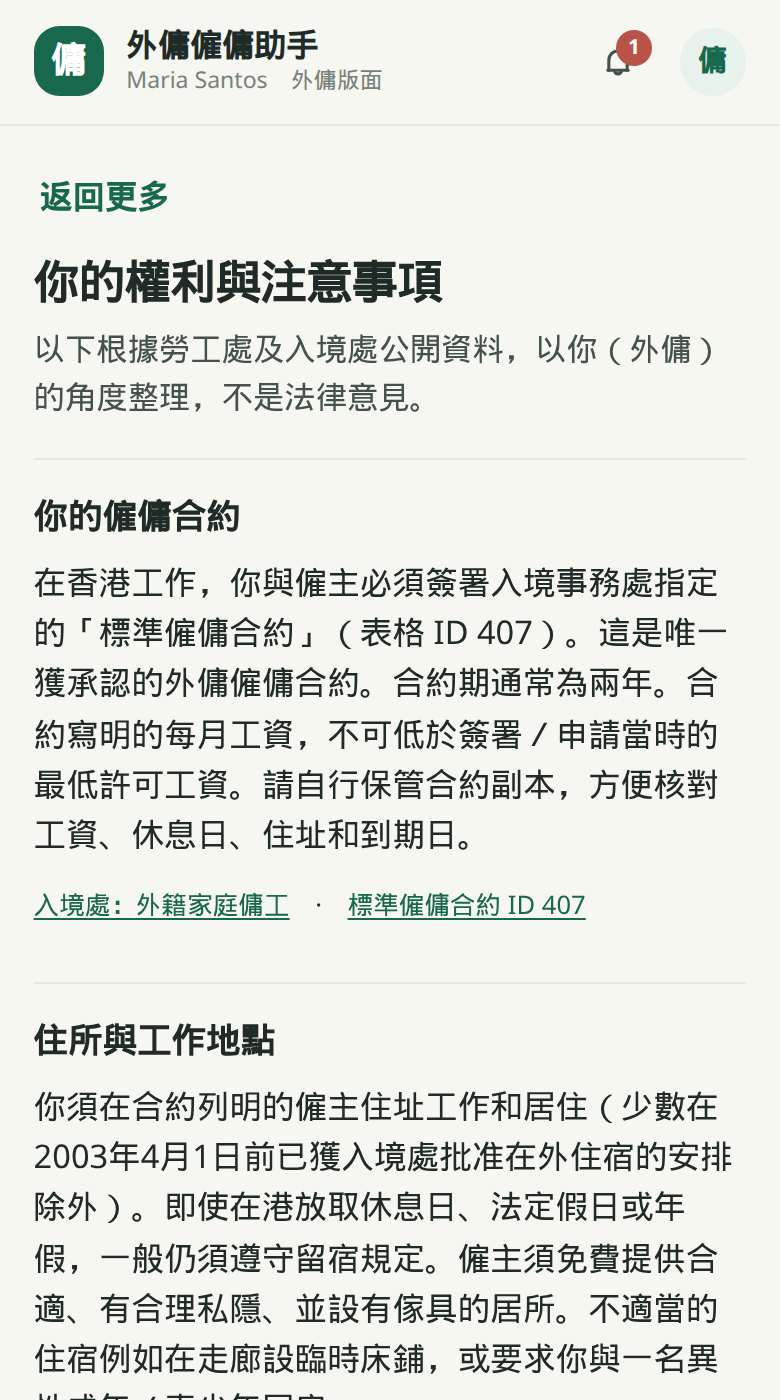 傭
外傭僱傭助手
Maria Santos 外傭版面
1
傭
返回更多
你的權利與注意事項
以下根據勞工處及入境處公開資料，以你（外傭）
的角度整理，不是法律意見。
你的僱傭合約
在香港工作，你與僱主必須簽署入境事務處指定
的「標準僱傭合約」（表格 ID 407）。這是唯一
獲承認的外傭僱傭合約。合約期通常為兩年。合
約寫明的每月工資，不可低於簽署 / 申請當時的
最低許可工資。請自行保管合約副本，方便核對
工資、休息日、住址和到期日。
入境處：外籍家庭傭工 · 標準僱傭合約 ID 407
住所與工作地點
你須在合約列明的僱主住址工作和居住（少數在
2003年4月1日前已獲入境處批准在外住宿的安排
除外）。即使在港放取休息日、法定假日或年
假，一般仍須遵守留宿規定。僱主須免費提供合
適、有合理私隱、並設有傢具的居所。不適當的
住宿例如在走廊設臨時床鋪，或要求你與一名異